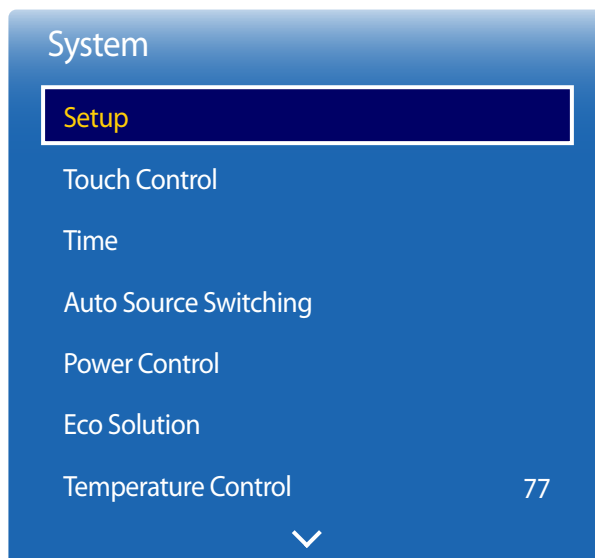 System
Setup
Touch Control
Time
Auto Source Switching
Power Control
Eco Solution
Temperature Control 77